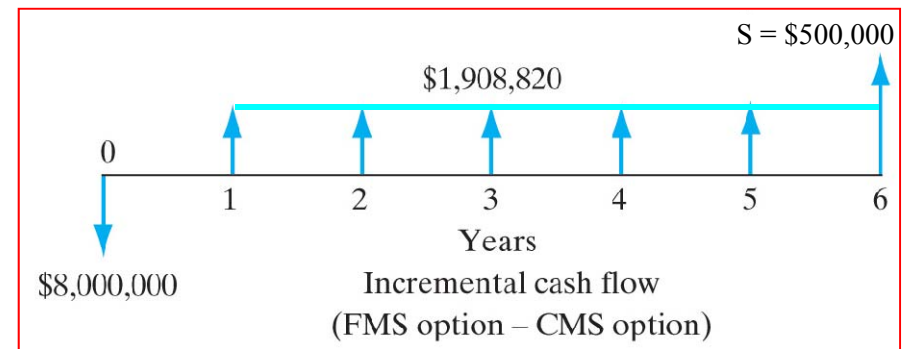 S = $500,000
$1,908,820
0
1 2 3 4 5 6
Years
$8,000,000 Incremental cash flow
(FMS option – CMS option)